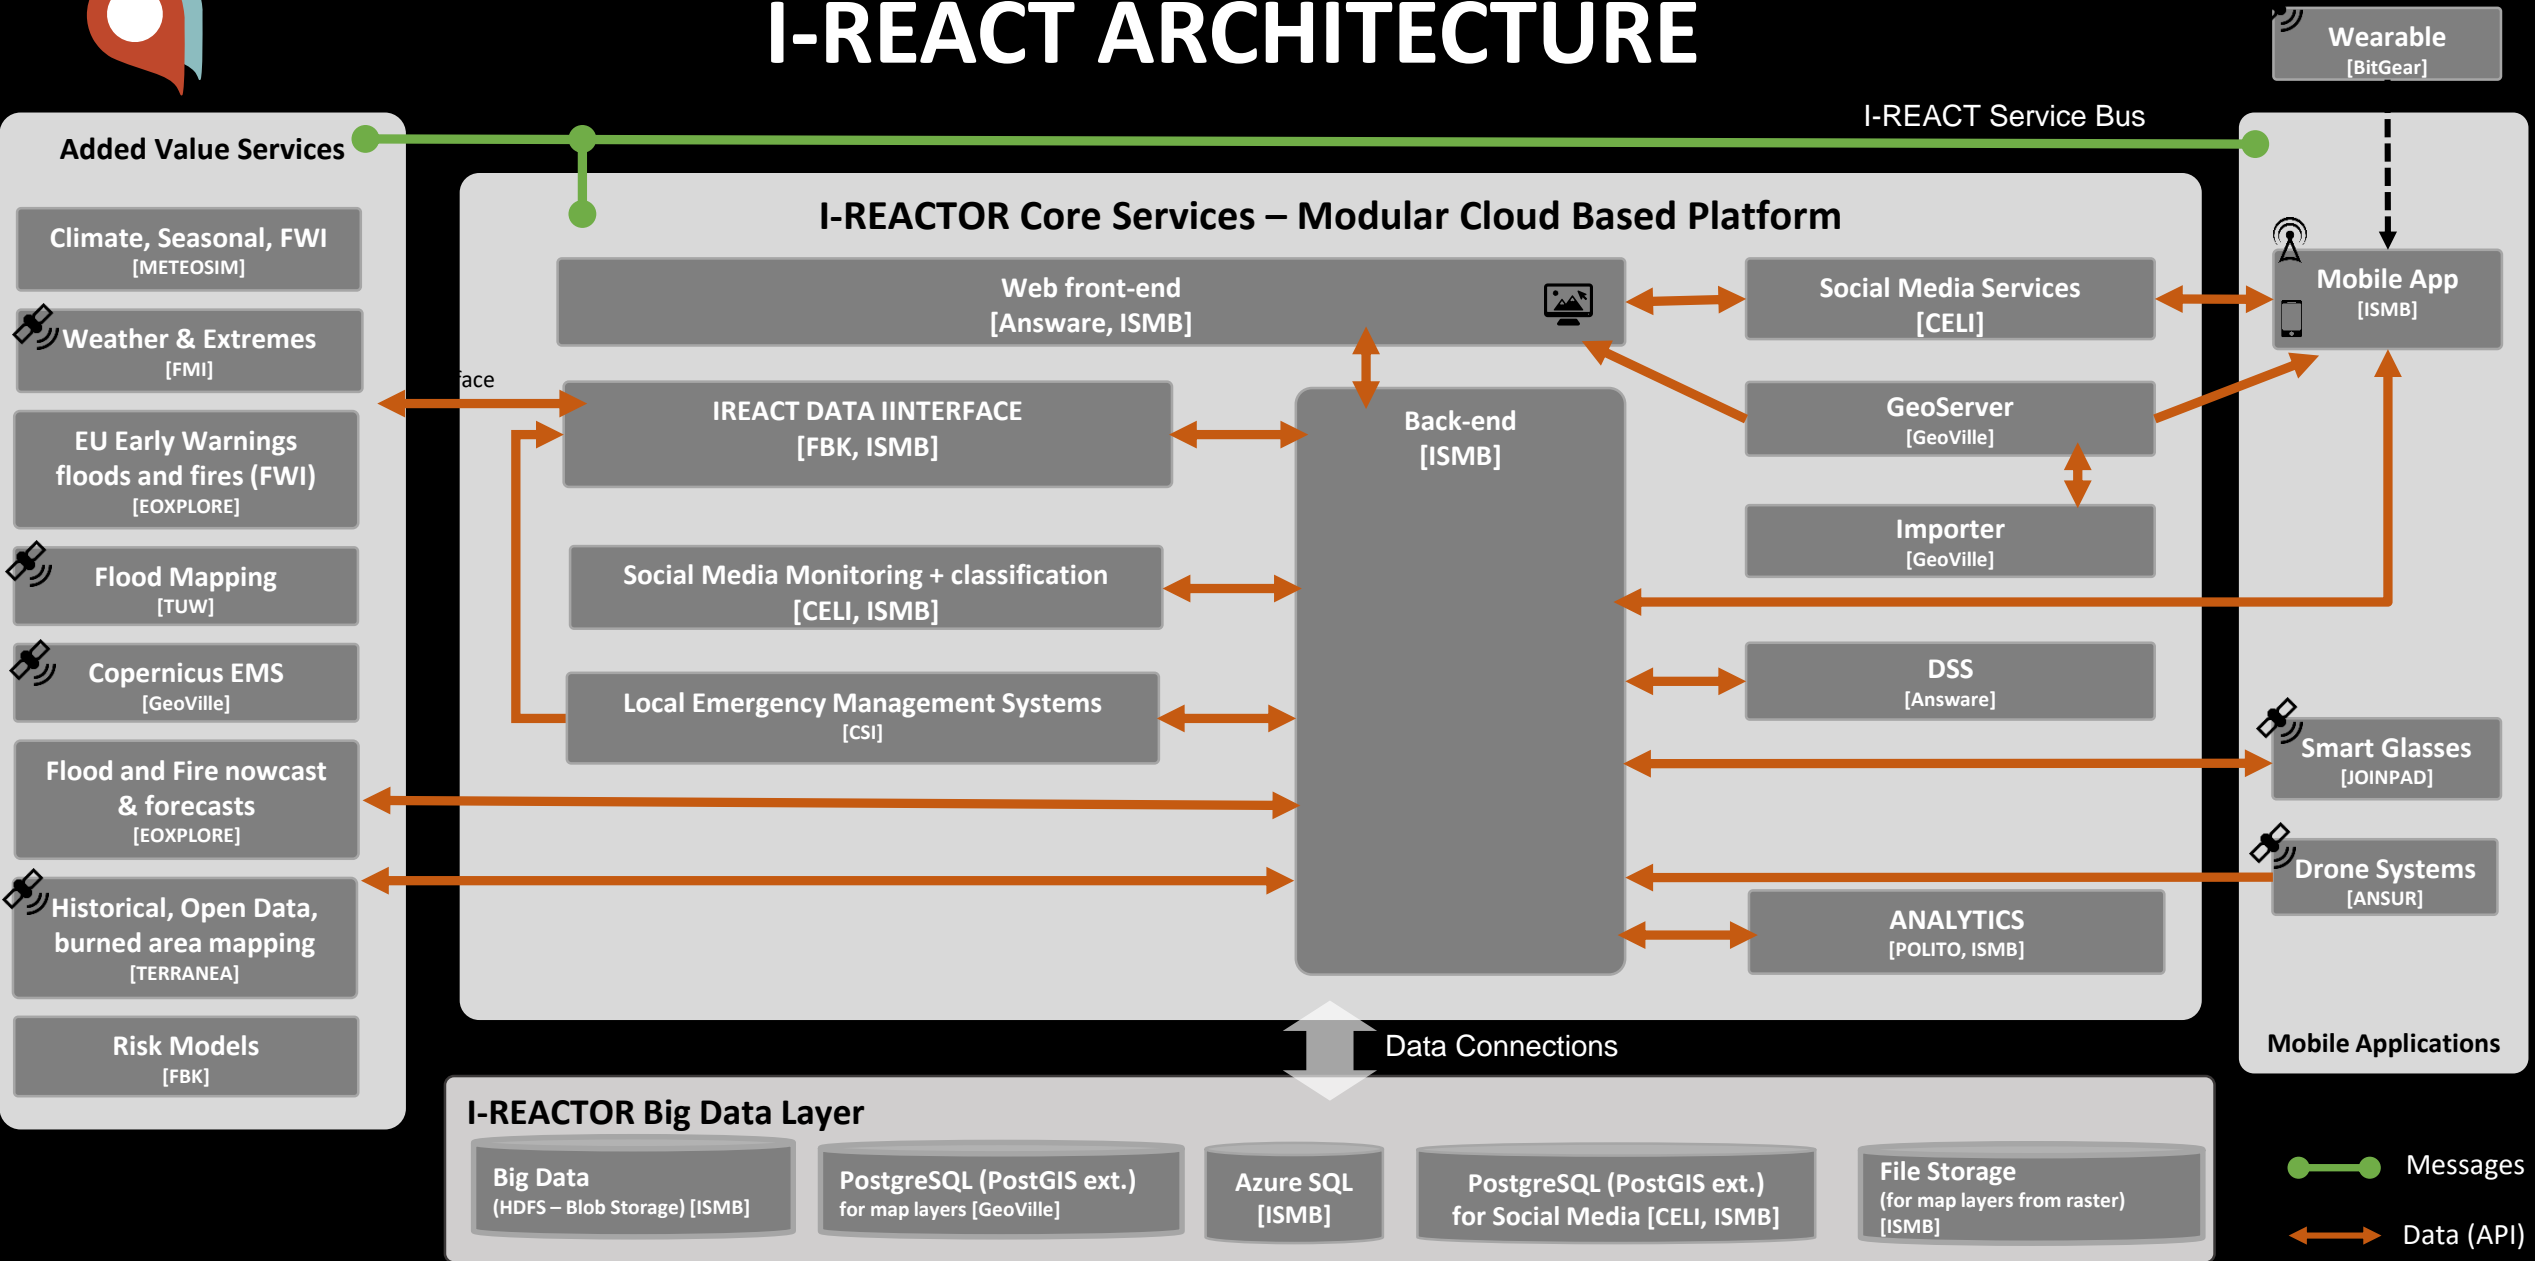 I-REACT ARCHITECTURE
Wearable
[BitGear]
I-REACT Service Bus
Added Value Services
Climate, Seasonal, FWI
[METEOSIM]
Weather & Extremes
[FMI]
EU Early Warnings
floods and fires (FWI)
[EOXPLORE]
Flood Mapping
[TUW]
Copernicus EMS
[GeoVille]
Flood and Fire nowcast
& forecasts
[EOXPLORE]
Historical, Open Data,
burned area mapping
[TERRANEA]
Risk Models
[FBK]
I-REACTOR Core Services – Modular Cloud Based Platform
Web front-end
[Answare, ISMB]
face
IREACT DATA IINTERFACE
[FBK, ISMB]
Social Media Monitoring + classification
[CELI, ISMB]
Local Emergency Management Systems
[CSI]
Back-end
[ISMB]
Social Media Services
[CELI]
GeoServer
[GeoVille]
Importer
[GeoVille]
DSS
[Answare]
ANALYTICS
[POLITO, ISMB]
Mobile App
[ISMB]
Smart Glasses
[JOINPAD]
Drone Systems
[ANSUR]
Mobile Applications
Data Connections
I-REACTOR Big Data Layer
Big Data
(HDFS – Blob Storage) [ISMB]
PostgreSQL (PostGIS ext.)
for map layers [GeoVille]
Azure SQL
[ISMB]
PostgreSQL (PostGIS ext.)
for Social Media [CELI, ISMB]
File Storage
(for map layers from raster)
[ISMB]
Messages
Data (API)